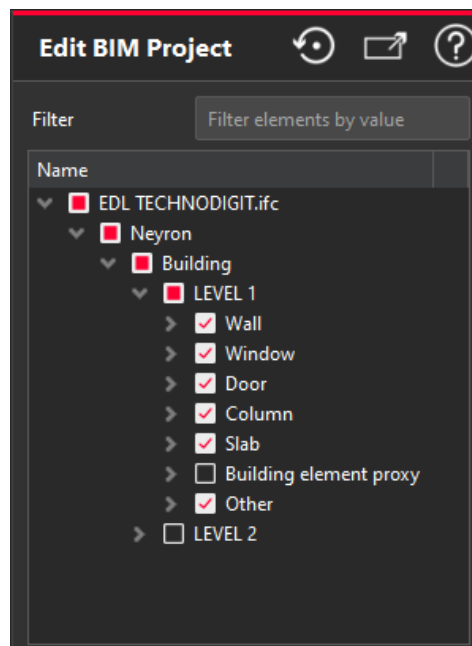 Edit BIM Project
Filter
Filter elements by value
Name
EDL TECHNODIGIT.ifc
Neyron
Building
LEVEL 1
Wall
Window
Door
Column
Slab
Building element proxy
Other
LEVEL 2